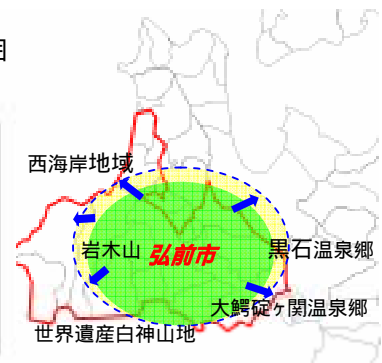 西海岸地域
岩木山
弘前市
黒石温泉郷
大鰐碇ヶ関温泉郷
世界遺産白神山地